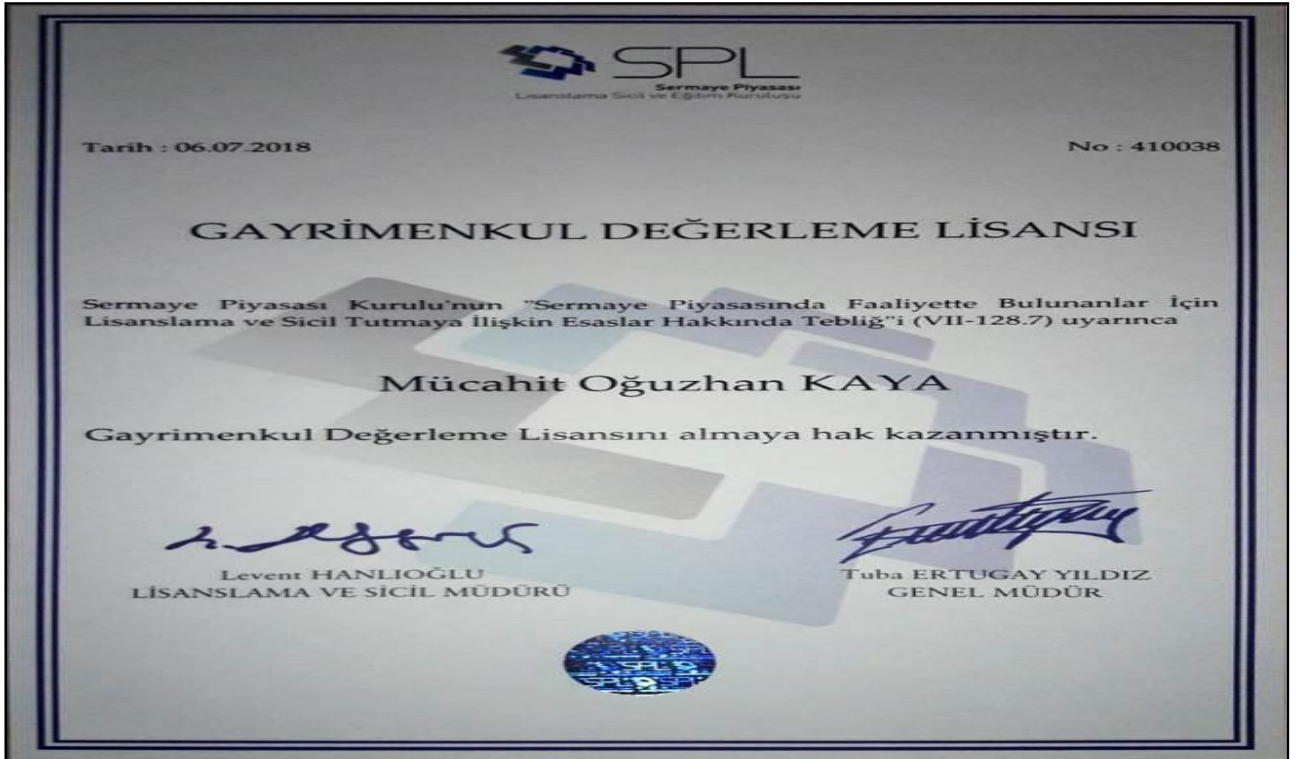 SPL
Sermaye Piyasası
Lisanslama Sicil ve Eğitim Kuruluşu
Tarih : 06.07.2018
No : 410038
GAYRİMENKUL DEĞERLEME LİSANSI
Sermaye Piyasası Kurulu'nun "Sermaye Piyasasında Faaliyette Bulunanlar İçin
Lisanslama ve Sicil Tutmaya İlişkin Esaslar Hakkında Tebliğ"i (VII-128.7) uyarınca
Mücahit Oğuzhan KAYA
Gayrimenkul Değerleme Lisansını almaya hak kazanmıştır.
Levent HANLIOĞLU
LİSANSLAMA VE SİCİL MÜDÜRÜ
Tuba ERTUGAY YILDIZ
GENEL MÜDÜR
SPL